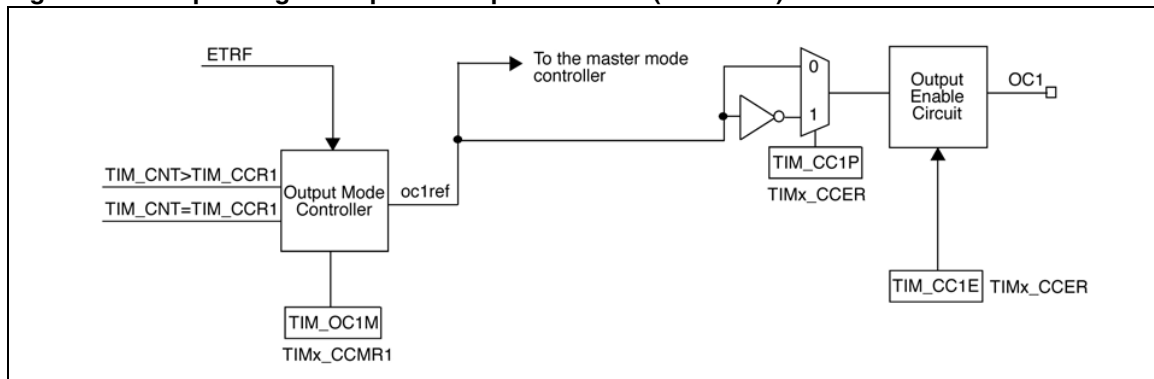 ETRF
To the master mode
controller
0
1
Output
Enable
Circuit
OC1
TIM_CC1P
TIMx_CCER
TIM_CNT>TIM_CCR1
TIM_CNT=TIM_CCR1
Output Mode
Controller
oc1ref
TIM_CC1E
TIMx_CCER
TIM_OC1M
TIMx_CCMR1